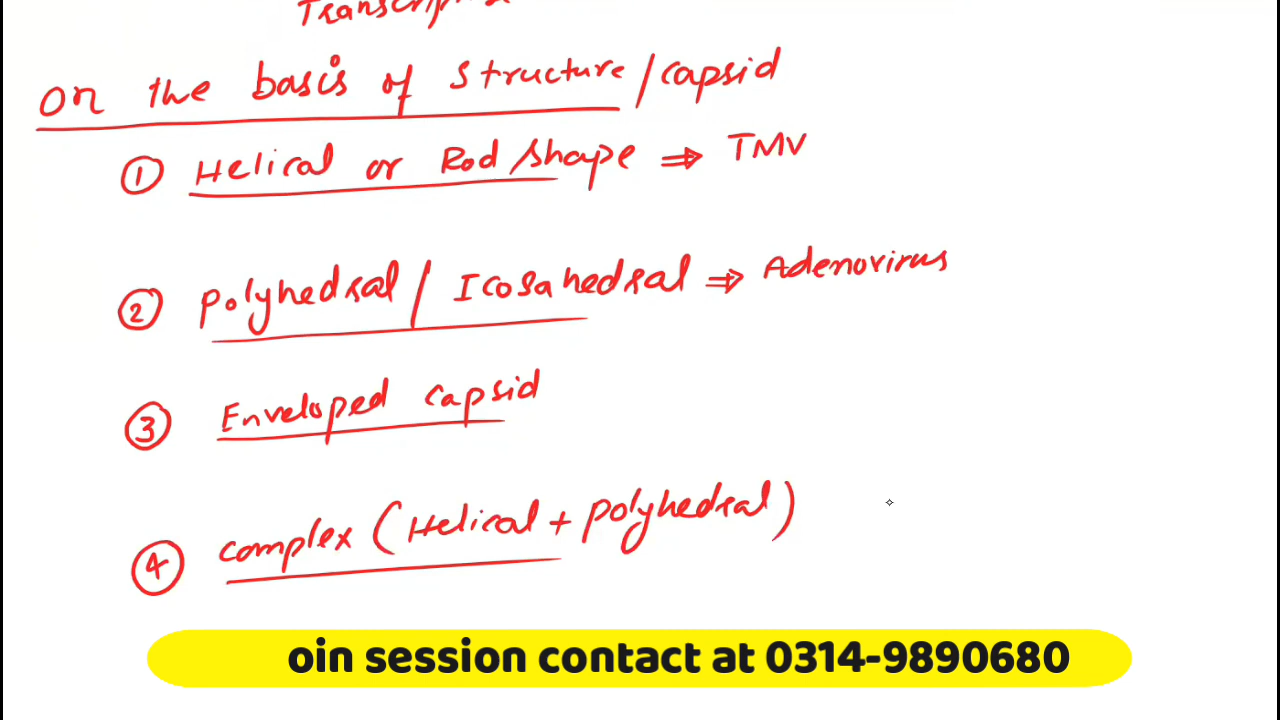 on the basis of structure/capsid
① Helical or Rod shape ⇒ TMV
② polyhedral / Icosahedral ⇒ Adenovirus
③ Enveloped capsid
④ complex (Helical + polyhedral)
oin session contact at 0314-9890680